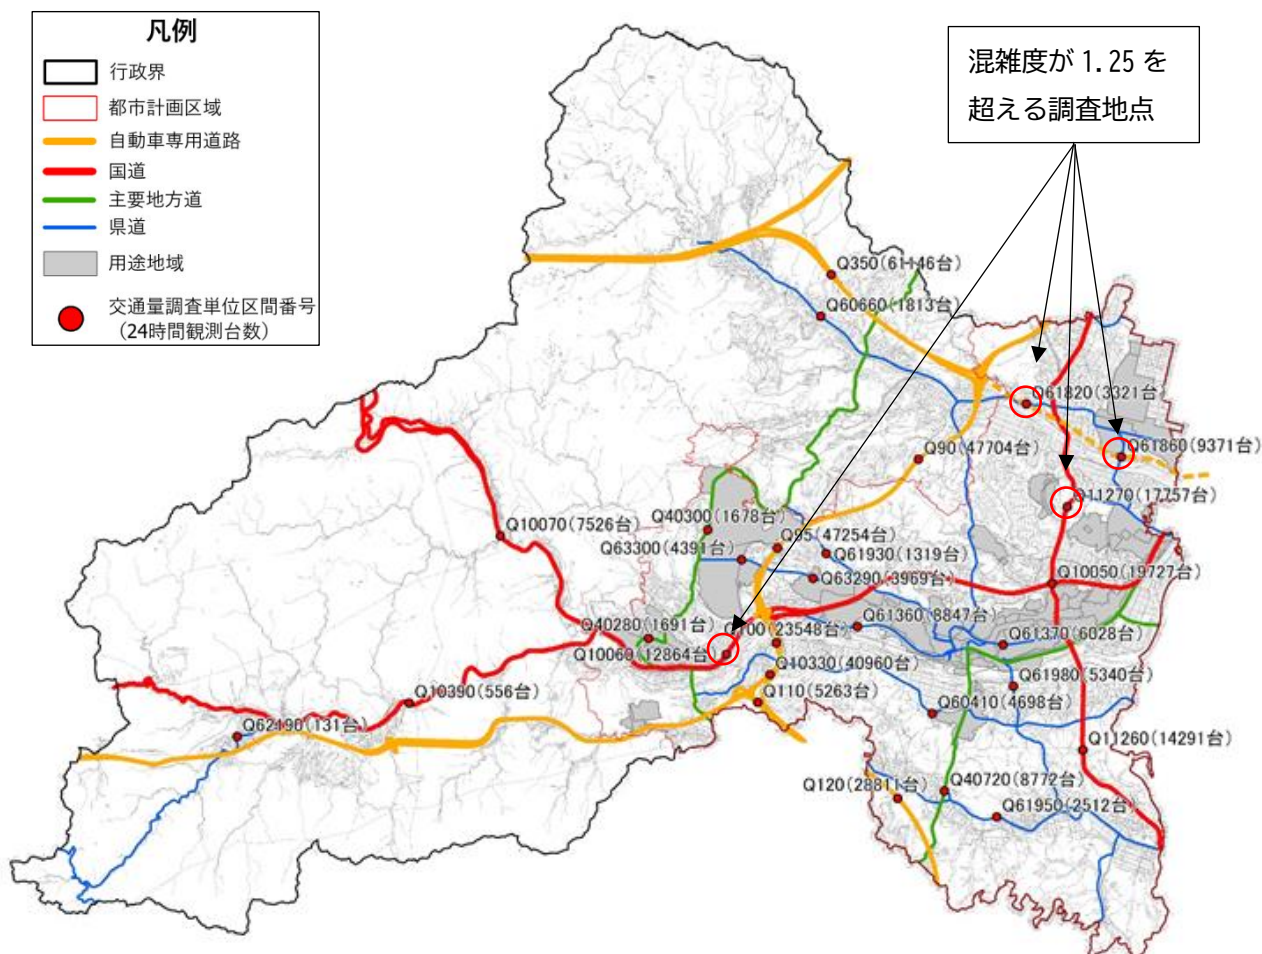 凡例
行政界
都市計画区域
自動車専用道路
国道
主要地方道
県道
用途地域
交通量調査単位区間番号
(24時間観測台数)
混雑度が 1.25 を
超える調査地点
Q350(61146台)
Q60660(1813台)
Q61820(3321台)
Q90(47704台)
Q61860(9371台)
Q11270(17757台)
Q10070(7526台)
Q40300(1678台)
Q95(47254台)
Q63300(4391台)
Q61930(1319台)
Q63290(3969台)
Q10050(19727台)
Q61360(8847台)
Q40280(1691台)
Q100(23548台)
Q61370(6028台)
Q10060(12864台)
Q10330(40960台)
Q61980(5340台)
Q10390(556台)
Q110(5263台)
Q60410(4698台)
Q62190(131台)
Q11260(14291台)
Q120(28811台)
Q40720(8772台)
Q61950(2512台)